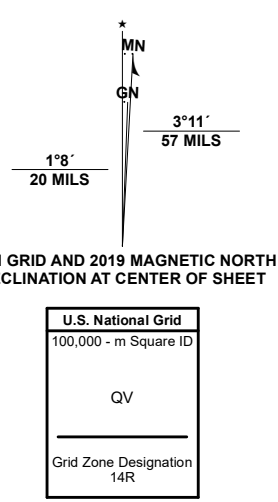 ★
MN
GN
3°11´
57 MILS
1°8´
20 MILS
GRID AND 2019 MAGNETIC NORTH
CLINATION AT CENTER OF SHEET
U.S. National Grid
100,000 - m Square ID
QV
Grid Zone Designation
14R